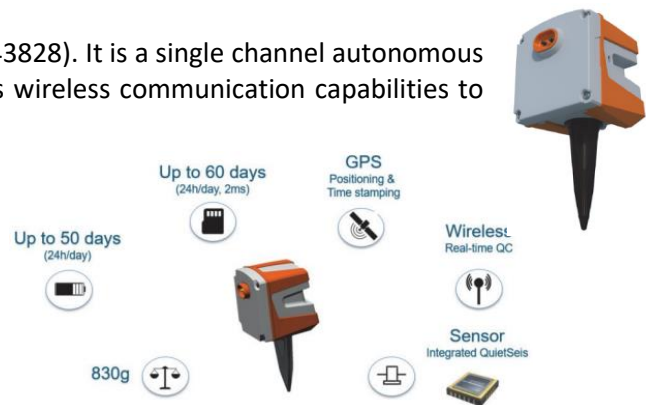 43828). It is a single channel autonomous
s wireless communication capabilities to
GPS
Positioning &
Time stamping
Up to 60 days
(24h/day, 2ms)
Wireless
Real-time QC
Up to 50 days
(24h/day)
Sensor
Integrated QuietSeis
830g